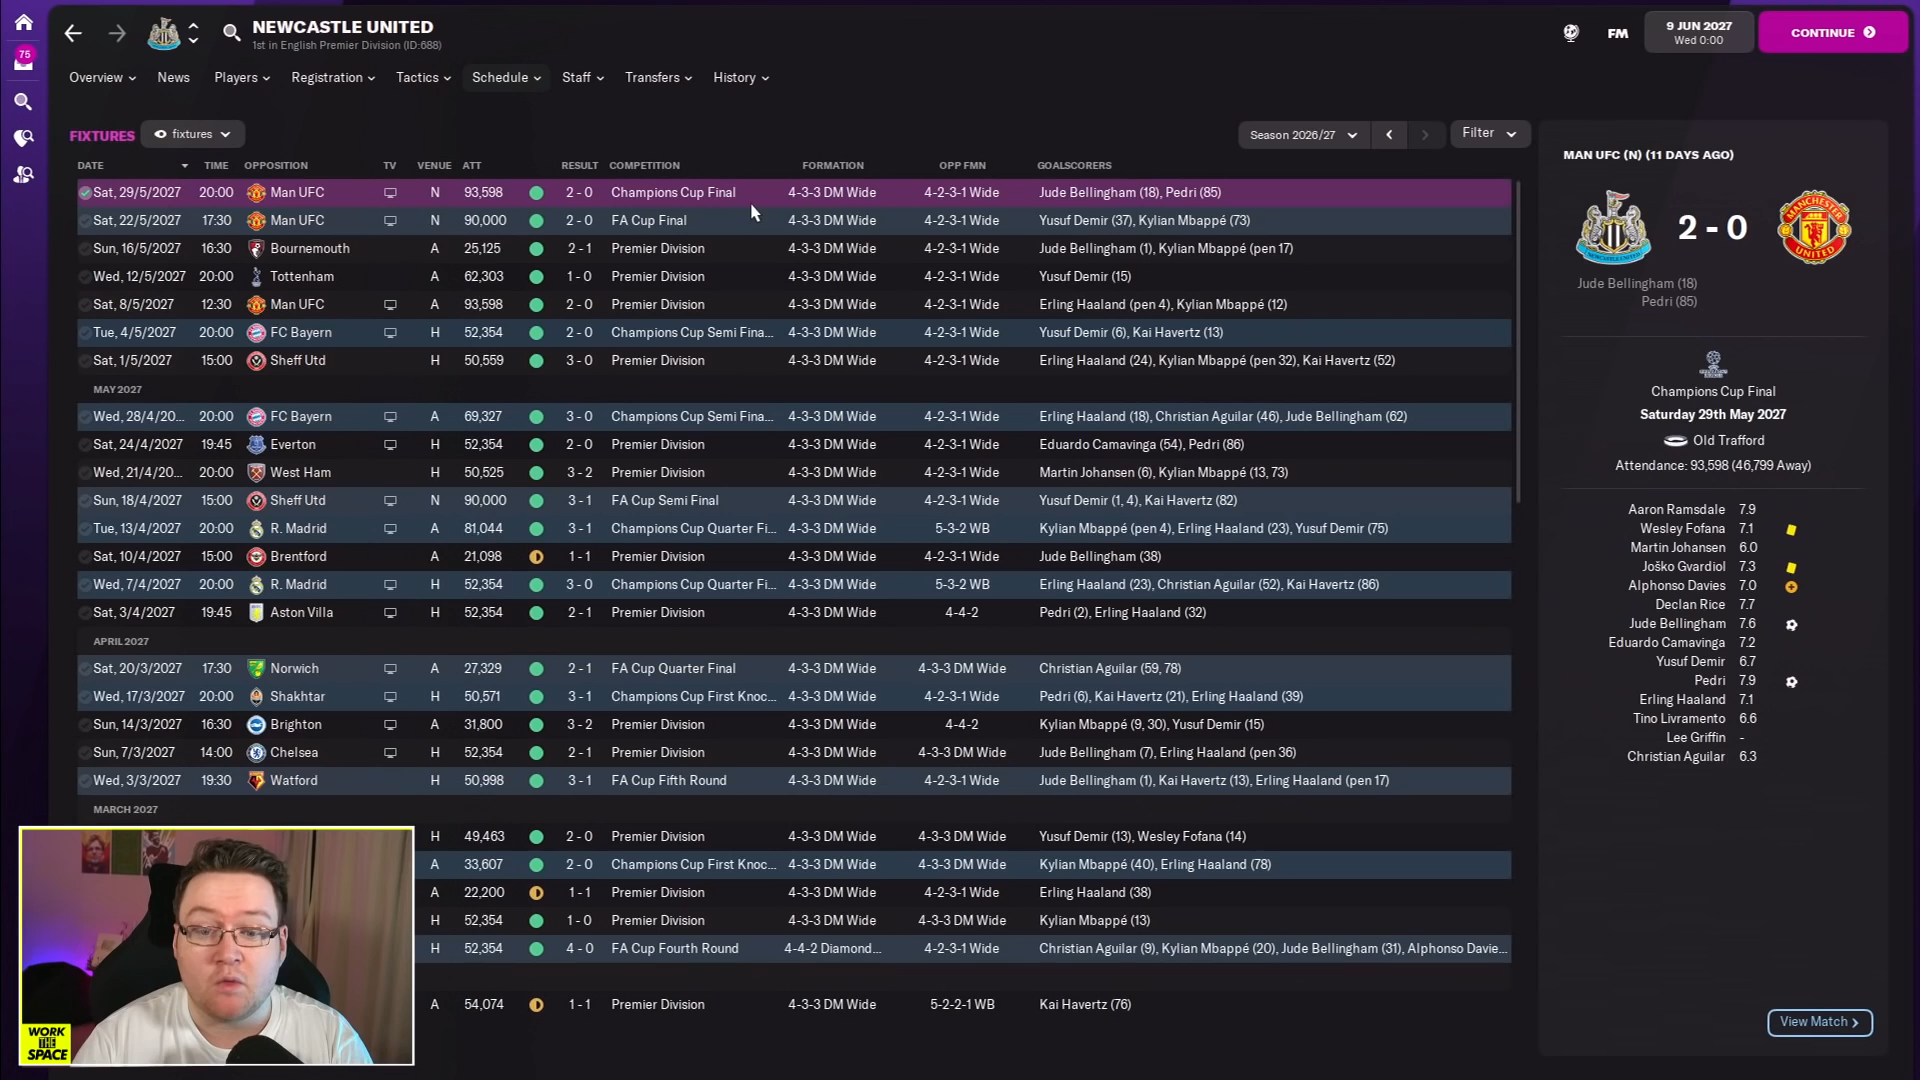 NEWCASTLE UNITED
1st in English Premier Division (ID:688)
FM
9 JUN 2027
Wed 0:00
CONTINUE
75
Overview News Players Registration Tactics Schedule Staff Transfers History
FIXTURES fixtures Season 2026/27 Filter
DATE TIME OPPOSITION TV VENUE ATT RESULT COMPETITION FORMATION OPP FMN GOALSCORERS
Sat, 29/5/2027 20:00 Man UFC N 93,598 2 - 0 Champions Cup Final 4-3-3 DM Wide 4-2-3-1 Wide Jude Bellingham (18), Pedri (85)
Sat, 22/5/2027 17:30 Man UFC N 90,000 2 - 0 FA Cup Final 4-3-3 DM Wide 4-2-3-1 Wide Yusuf Demir (37), Kylian Mbappé (73)
Sun, 16/5/2027 16:30 Bournemouth A 25,125 2 - 1 Premier Division 4-3-3 DM Wide 4-2-3-1 Wide Jude Bellingham (1), Kylian Mbappé (pen 17)
Wed, 12/5/2027 20:00 Tottenham A 62,303 1 - 0 Premier Division 4-3-3 DM Wide 4-2-3-1 Wide Yusuf Demir (15)
Sat, 8/5/2027 12:30 Man UFC A 93,598 2 - 0 Premier Division 4-3-3 DM Wide 4-2-3-1 Wide Erling Haaland (pen 4), Kylian Mbappé (12)
Tue, 4/5/2027 20:00 FC Bayern H 52,354 2 - 0 Champions Cup Semi Fina... 4-3-3 DM Wide 4-2-3-1 Wide Yusuf Demir (6), Kai Havertz (13)
Sat, 1/5/2027 15:00 Sheff Utd H 50,559 3 - 0 Premier Division 4-3-3 DM Wide 4-2-3-1 Wide Erling Haaland (24), Kylian Mbappé (pen 32), Kai Havertz (52)
MAY 2027
Wed, 28/4/20... 20:00 FC Bayern A 69,327 3 - 0 Champions Cup Semi Fina... 4-3-3 DM Wide 4-2-3-1 Wide Erling Haaland (18), Christian Aguilar (46), Jude Bellingham (62)
Sat, 24/4/2027 19:45 Everton H 52,354 2 - 0 Premier Division 4-3-3 DM Wide 4-2-3-1 Wide Eduardo Camavinga (54), Pedri (86)
Wed, 21/4/20... 20:00 West Ham H 50,525 3 - 2 Premier Division 4-3-3 DM Wide 4-2-3-1 Wide Martin Johansen (6), Kylian Mbappé (13, 73)
Sun, 18/4/2027 15:00 Sheff Utd N 90,000 3 - 1 FA Cup Semi Final 4-3-3 DM Wide 4-2-3-1 Wide Yusuf Demir (1, 4), Kai Havertz (82)
Tue, 13/4/2027 20:00 R. Madrid A 81,044 3 - 1 Champions Cup Quarter Fi... 4-3-3 DM Wide 5-3-2 WB Kylian Mbappé (pen 4), Erling Haaland (23), Yusuf Demir (75)
Sat, 10/4/2027 15:00 Brentford A 21,098 1 - 1 Premier Division 4-3-3 DM Wide 4-2-3-1 Wide Jude Bellingham (38)
Wed, 7/4/2027 20:00 R. Madrid H 52,354 3 - 0 Champions Cup Quarter Fi... 4-3-3 DM Wide 5-3-2 WB Erling Haaland (23), Christian Aguilar (52), Kai Havertz (86)
Sat, 3/4/2027 19:45 Aston Villa H 52,354 2 - 1 Premier Division 4-3-3 DM Wide 4-4-2 Pedri (2), Erling Haaland (32)
APRIL 2027
Sat, 20/3/2027 17:30 Norwich A 27,329 2 - 1 FA Cup Quarter Final 4-3-3 DM Wide 4-3-3 DM Wide Christian Aguilar (59, 78)
Wed, 17/3/2027 20:00 Shakhtar H 50,571 3 - 1 Champions Cup First Knoc... 4-3-3 DM Wide 4-2-3-1 Wide Pedri (6), Kai Havertz (21), Erling Haaland (39)
Sun, 14/3/2027 16:30 Brighton A 31,800 3 - 2 Premier Division 4-3-3 DM Wide 4-4-2 Kylian Mbappé (9, 30), Yusuf Demir (15)
Sun, 7/3/2027 14:00 Chelsea H 52,354 2 - 1 Premier Division 4-3-3 DM Wide 4-3-3 DM Wide Jude Bellingham (7), Erling Haaland (pen 36)
Wed, 3/3/2027 19:30 Watford H 50,998 3 - 1 FA Cup Fifth Round 4-3-3 DM Wide 4-2-3-1 Wide Jude Bellingham (1), Kai Havertz (13), Erling Haaland (pen 17)
MARCH 2027
H 49,463 2 - 0 Premier Division 4-3-3 DM Wide 4-3-3 DM Wide Yusuf Demir (13), Wesley Fofana (14)
A 33,607 2 - 0 Champions Cup First Knoc... 4-3-3 DM Wide 4-3-3 DM Wide Kylian Mbappé (40), Erling Haaland (78)
A 22,200 1 - 1 Premier Division 4-3-3 DM Wide 4-2-3-1 Wide Erling Haaland (38)
H 52,354 1 - 0 Premier Division 4-3-3 DM Wide 4-3-3 DM Wide Kylian Mbappé (13)
H 52,354 4 - 0 FA Cup Fourth Round 4-4-2 Diamond... 4-2-3-1 Wide Christian Aguilar (9), Kylian Mbappé (20), Jude Bellingham (31), Alphonso Davie...
A 54,074 1 - 1 Premier Division 4-3-3 DM Wide 5-2-2-1 WB Kai Havertz (76)
MAN UFC (N) (11 DAYS AGO)
2 - 0
Jude Bellingham (18)
Pedri (85)
Champions Cup Final
Saturday 29th May 2027
Old Trafford
Attendance: 93,598 (46,799 Away)
Aaron Ramsdale 7.9
Wesley Fofana 7.1
Martin Johansen 6.0
Joško Gvardiol 7.3
Alphonso Davies 7.0
Declan Rice 7.7
Jude Bellingham 7.6
Eduardo Camavinga 7.2
Yusuf Demir 6.7
Pedri 7.9
Erling Haaland 7.1
Tino Livramento 6.6
Lee Griffin -
Christian Aguilar 6.3
View Match
WORK
THE
SPACE